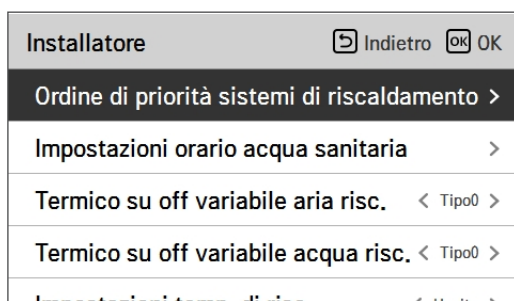 Installatore Indietro OK OK
Ordine di priorità sistemi di riscaldamento >
Impostazioni orario acqua sanitaria >
Termico su off variabile aria risc. < Tipo0 >
Termico su off variabile acqua risc. < Tipo0 >